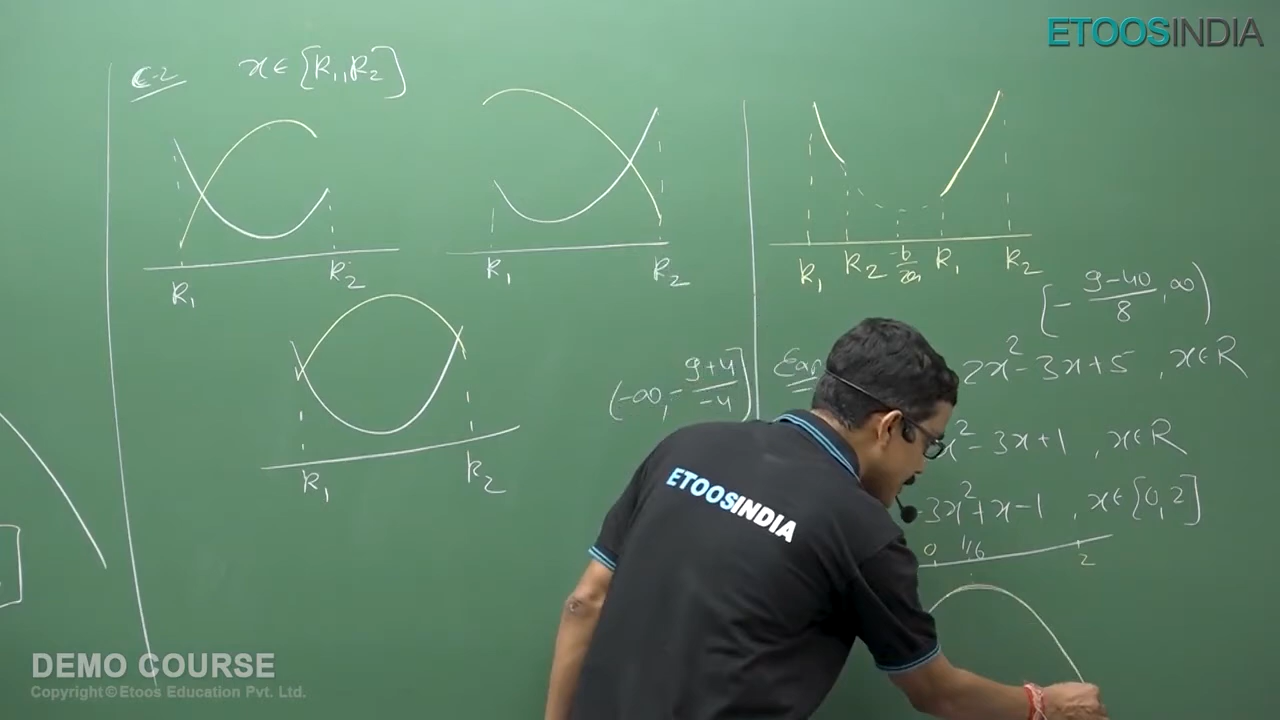 ETOOSINDIA
C-2 x∈[R₁,R₂]
R₁ R₂
R₁ R₂
R₁ R₂
R₁ R₂ -b/2a R₁ R₂
[-(9-40)/8, ∞)
2x²-3x+5, x∈R
(-∞, -(9+4)/-4]
x²-3x+1, x∈R
-3x²+x-1, x∈[0,2]
0 1/6 2
ETOOSINDIA
DEMO COURSE
Copyright © Etoos Education Pvt. Ltd.